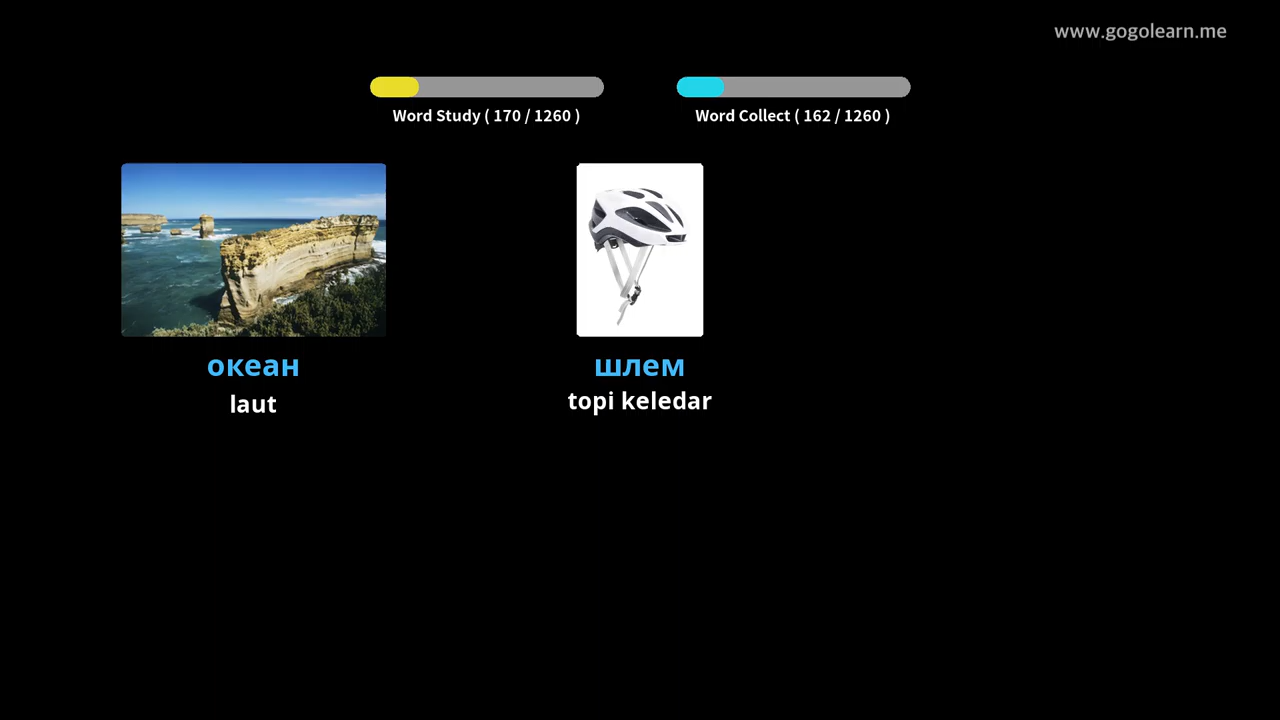 www.gogolearn.me
Word Study ( 170 / 1260 )
Word Collect ( 162 / 1260 )
океан
laut
шлем
topi keledar